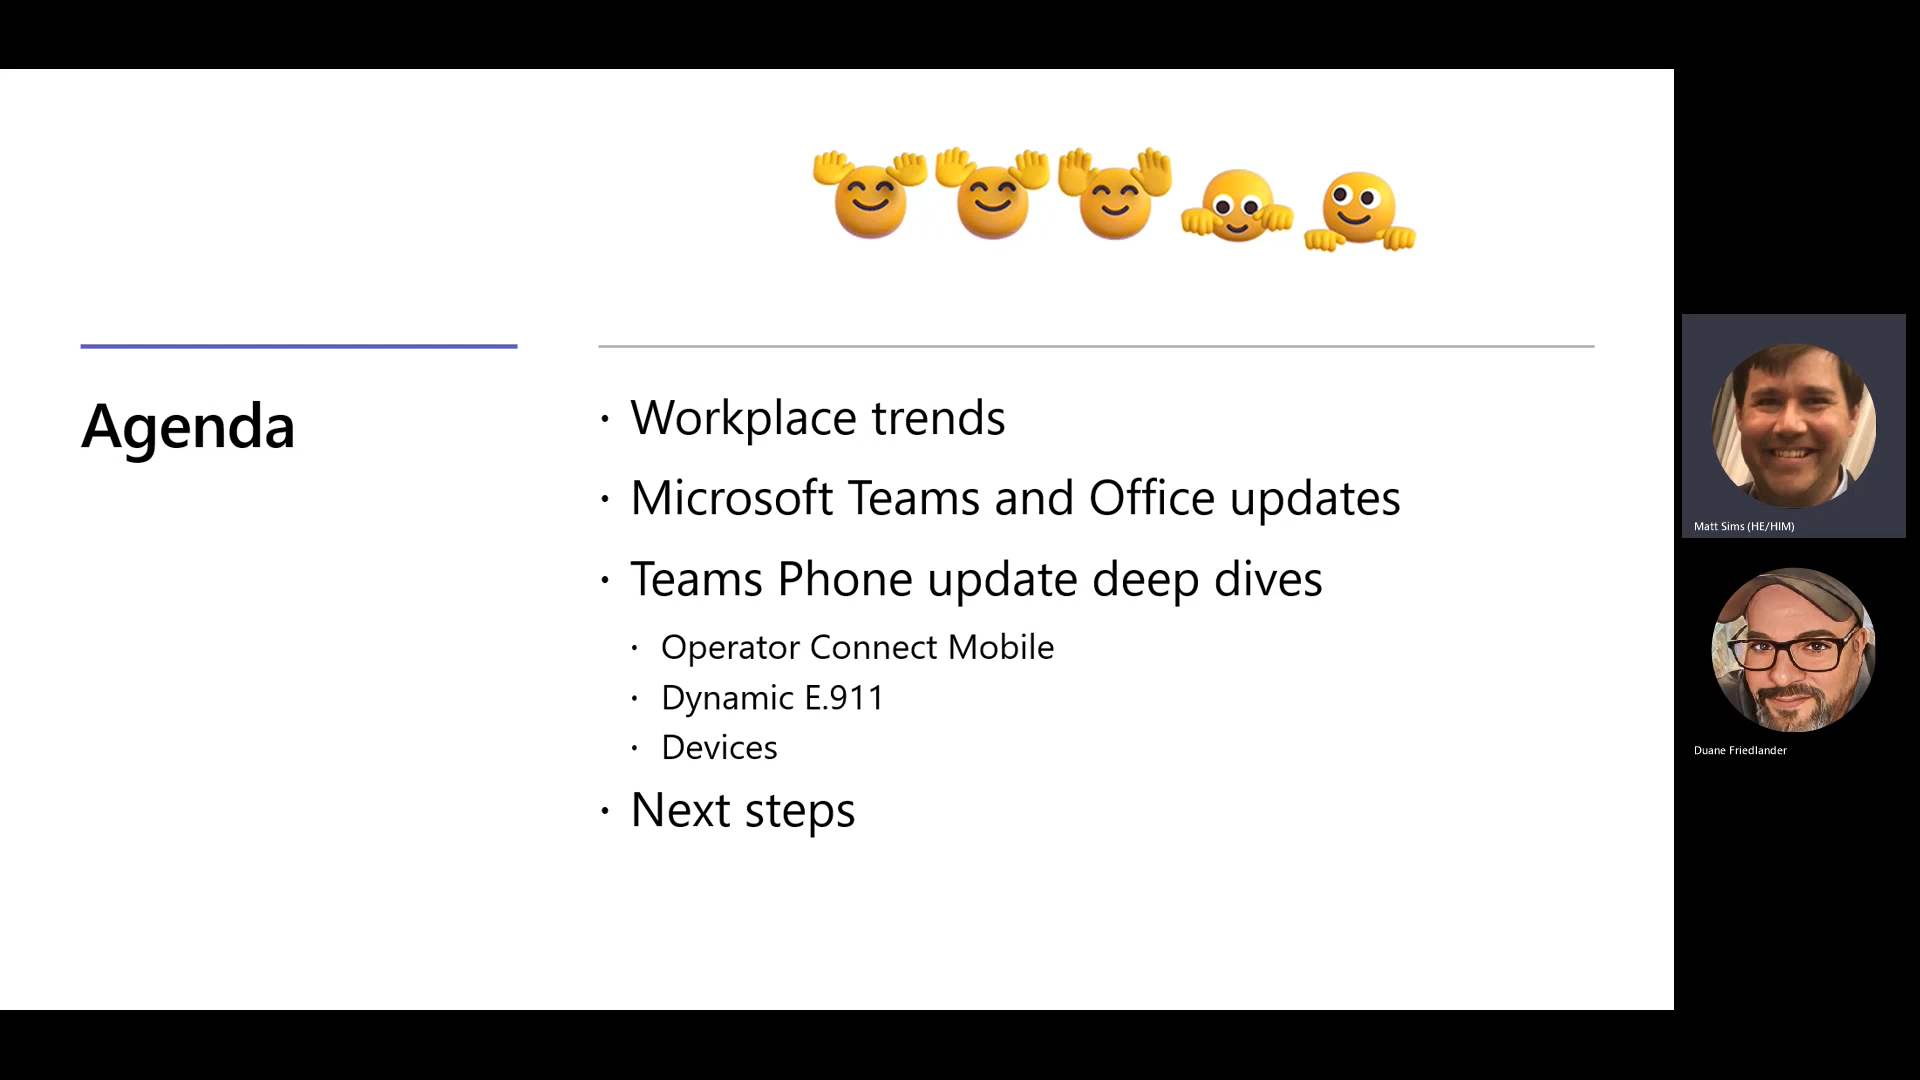 Agenda
· Workplace trends
· Microsoft Teams and Office updates
· Teams Phone update deep dives
· Operator Connect Mobile
· Dynamic E.911
· Devices
· Next steps
Matt Sims (HE/HIM)
Duane Friedlander